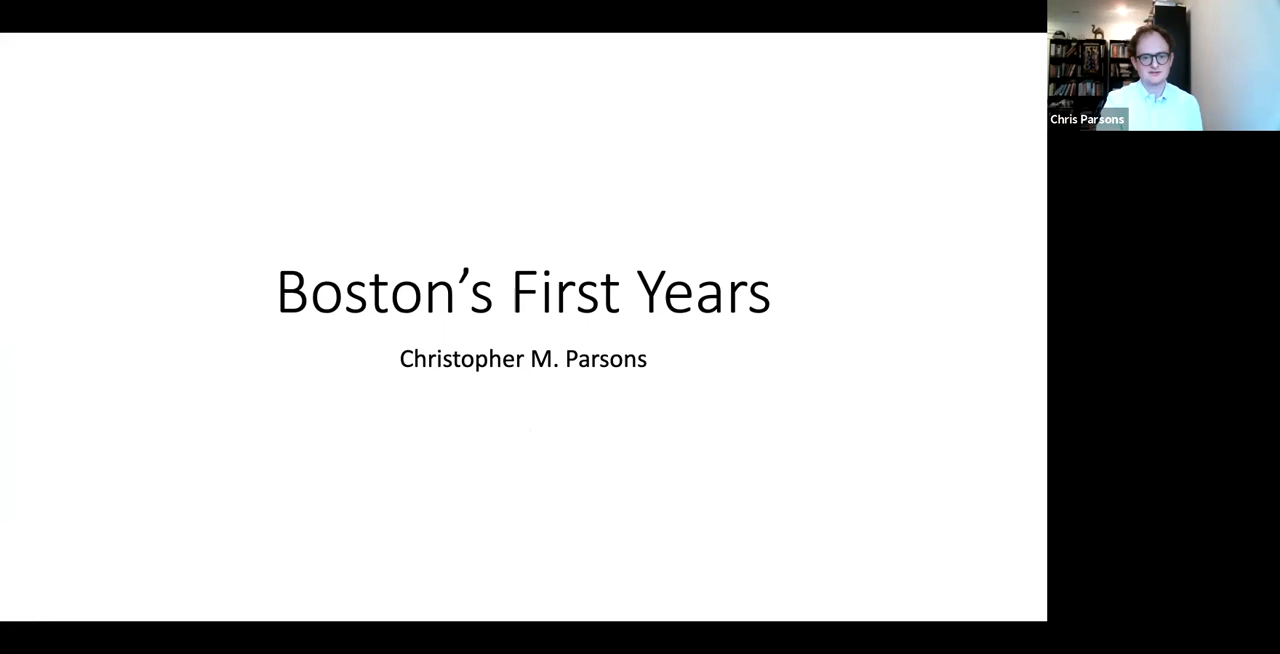 Boston’s First Years
Christopher M. Parsons
Chris Parsons